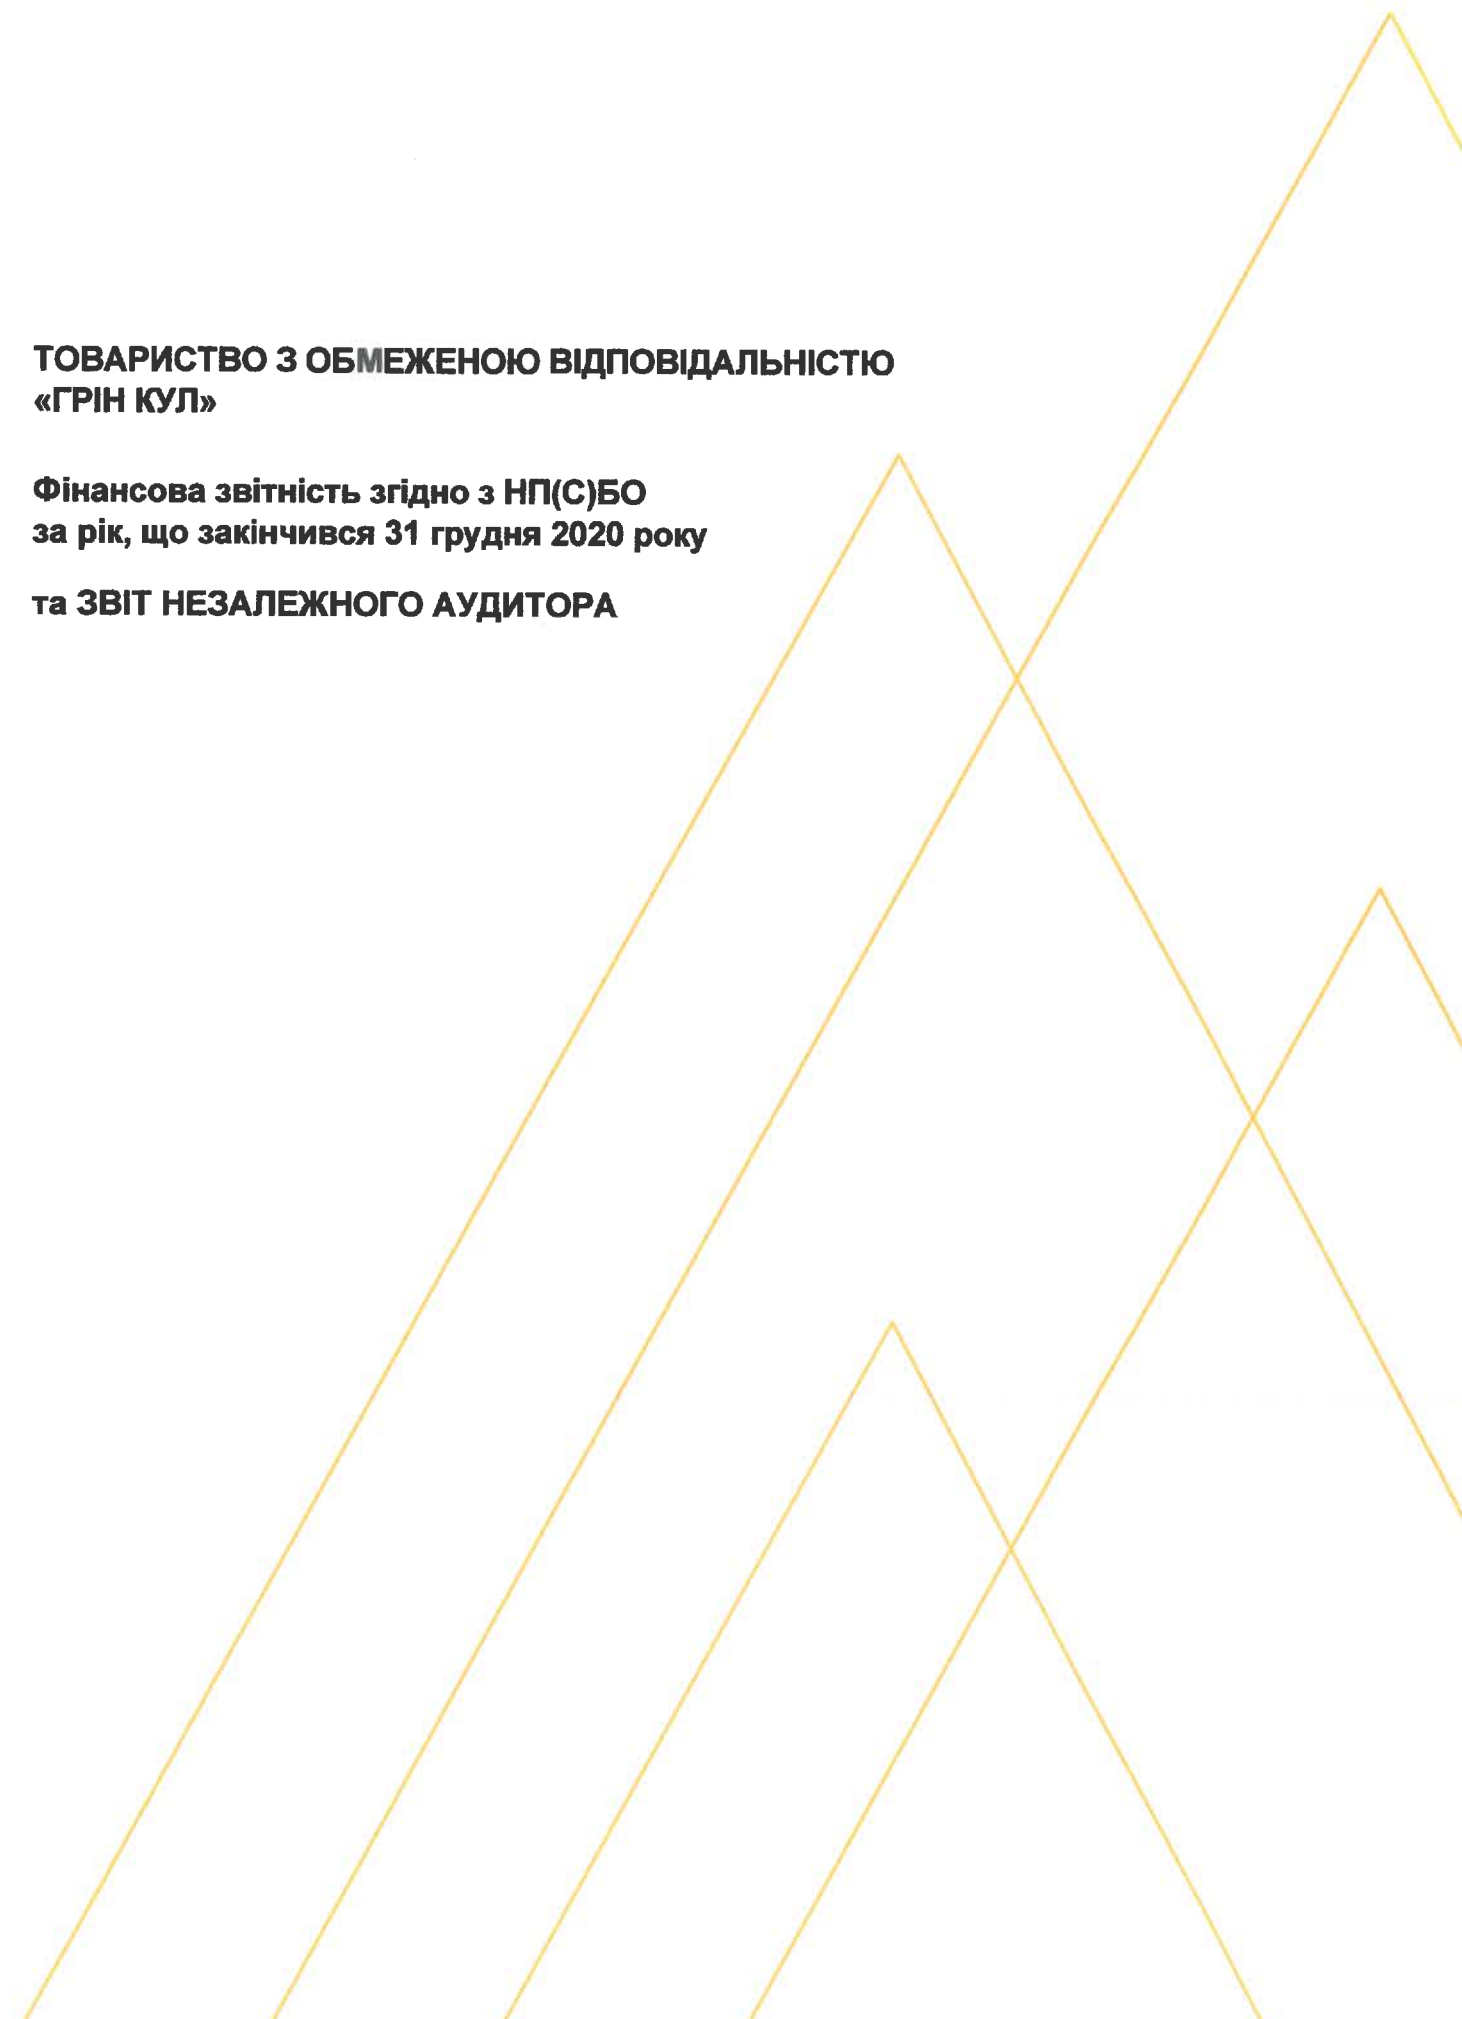 ТОВАРИСТВО З ОБМЕЖЕНОЮ ВІДПОВІДАЛЬНІСТЮ
«ГРІН КУЛ»
Фінансова звітність згідно з НП(С)БО
за рік, що закінчився 31 грудня 2020 року
та ЗВІТ НЕЗАЛЕЖНОГО АУДИТОРА